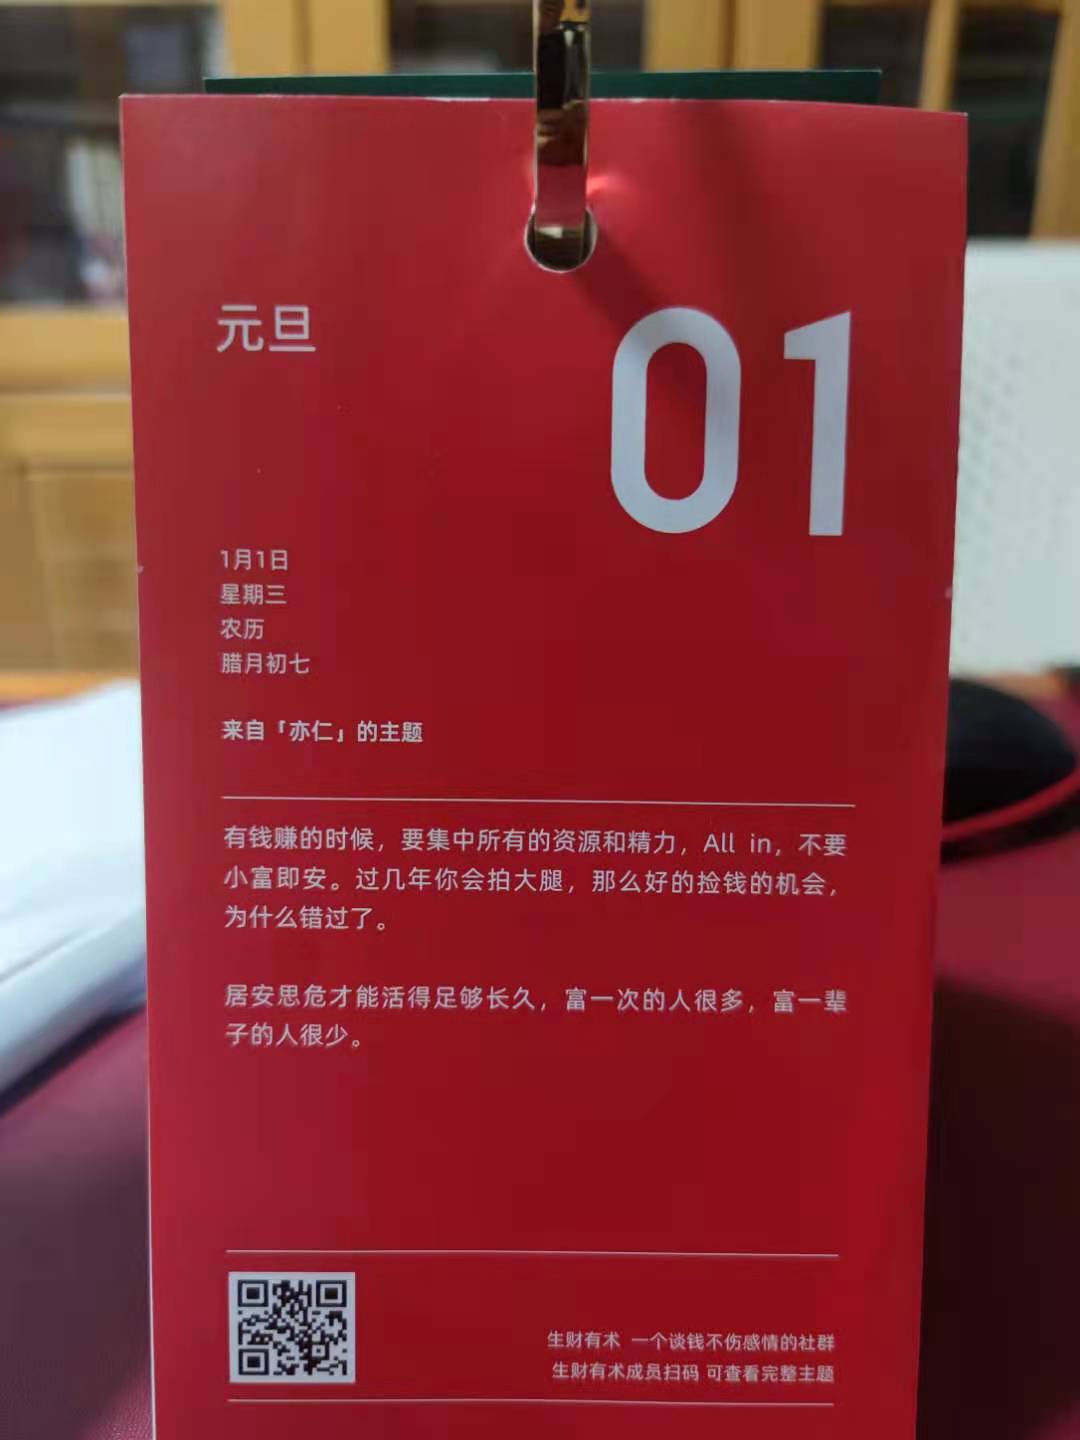 元旦
01
1月1日
星期三
农历
腊月初七
来自「亦仁」的主题
有钱赚的时候，要集中所有的资源和精力，All in，不要
小富即安。过几年你会拍大腿，那么好的捡钱的机会，
为什么错过了。
居安思危才能活得足够长久，富一次的人很多，富一辈
子的人很少。
生财有术 一个谈钱不伤感情的社群
生财有术成员扫码 可查看完整主题